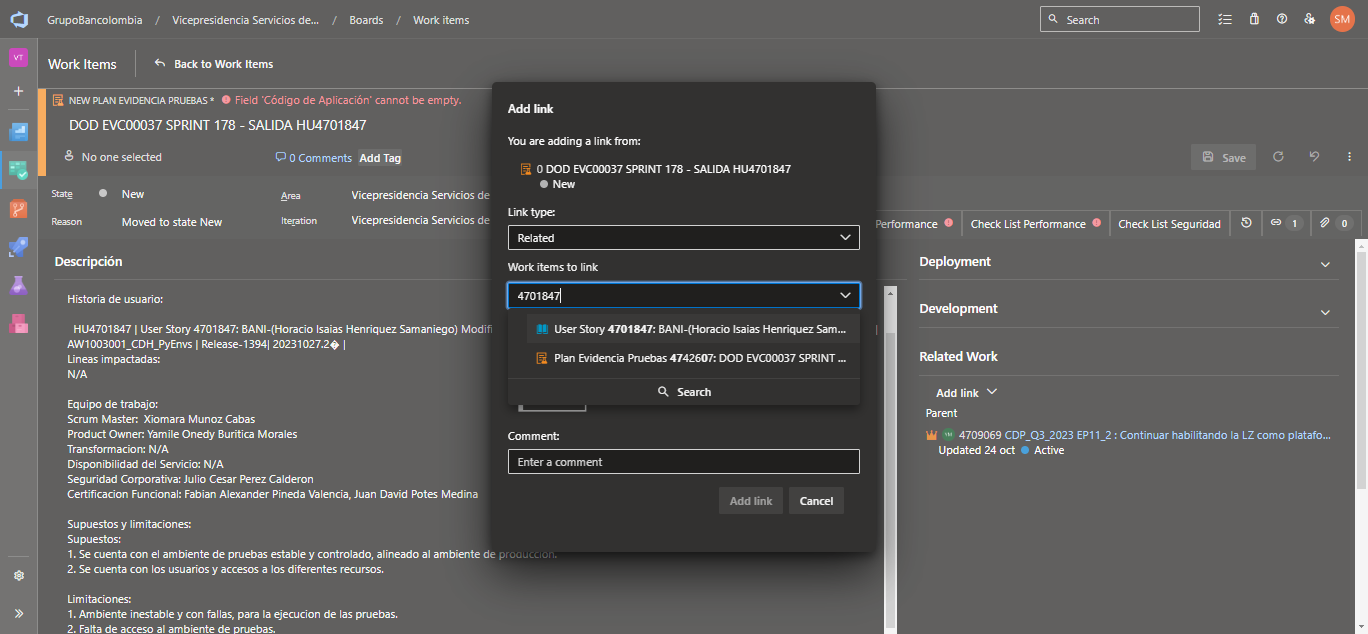 GrupoBancolombia / Vicepresidencia Servicios de... / Boards / Work items
Search
SM
VT
Work Items
Back to Work Items
NEW PLAN EVIDENCIA PRUEBAS * Field 'Código de Aplicación' cannot be empty.
DOD EVC00037 SPRINT 178 - SALIDA HU4701847
No one selected
0 Comments
Add Tag
Save
State
New
Area
Vicepresidencia Servicios de
Reason
Moved to state New
Iteration
Vicepresidencia Servicios de
Performance
Check List Performance
Check List Seguridad
1
0
Descripción
Historia de usuario:
HU4701847 | User Story 4701847: BANI-(Horacio Isaias Henriquez Samaniego) Modifi
AW1003001_CDH_PyEnvs | Release-1394| 20231027.2� |
Lineas impactadas:
N/A
Equipo de trabajo:
Scrum Master: Xiomara Munoz Cabas
Product Owner: Yamile Onedy Buritica Morales
Transformacion: N/A
Disponibilidad del Servicio: N/A
Seguridad Corporativa: Julio Cesar Perez Calderon
Certificacion Funcional: Fabian Alexander Pineda Valencia, Juan David Potes Medina
Supuestos y limitaciones:
Supuestos:
1. Se cuenta con el ambiente de pruebas estable y controlado, alineado al ambiente de producción.
2. Se cuenta con los usuarios y accesos a los diferentes recursos.
Limitaciones:
1. Ambiente inestable y con fallas, para la ejecucion de las pruebas.
2. Falta de acceso al ambiente de pruebas.
Add link
You are adding a link from:
0 DOD EVC00037 SPRINT 178 - SALIDA HU4701847
New
Link type:
Related
Work items to link
4701847
User Story 4701847: BANI-(Horacio Isaias Henriquez Sam...
Plan Evidencia Pruebas 4742607: DOD EVC00037 SPRINT ...
Search
Comment:
Enter a comment
Add link
Cancel
Deployment
Development
Related Work
Add link
Parent
YM
4709069 CDP_Q3_2023 EP11_2 : Continuar habilitando la LZ como platafo...
Updated 24 oct
Active